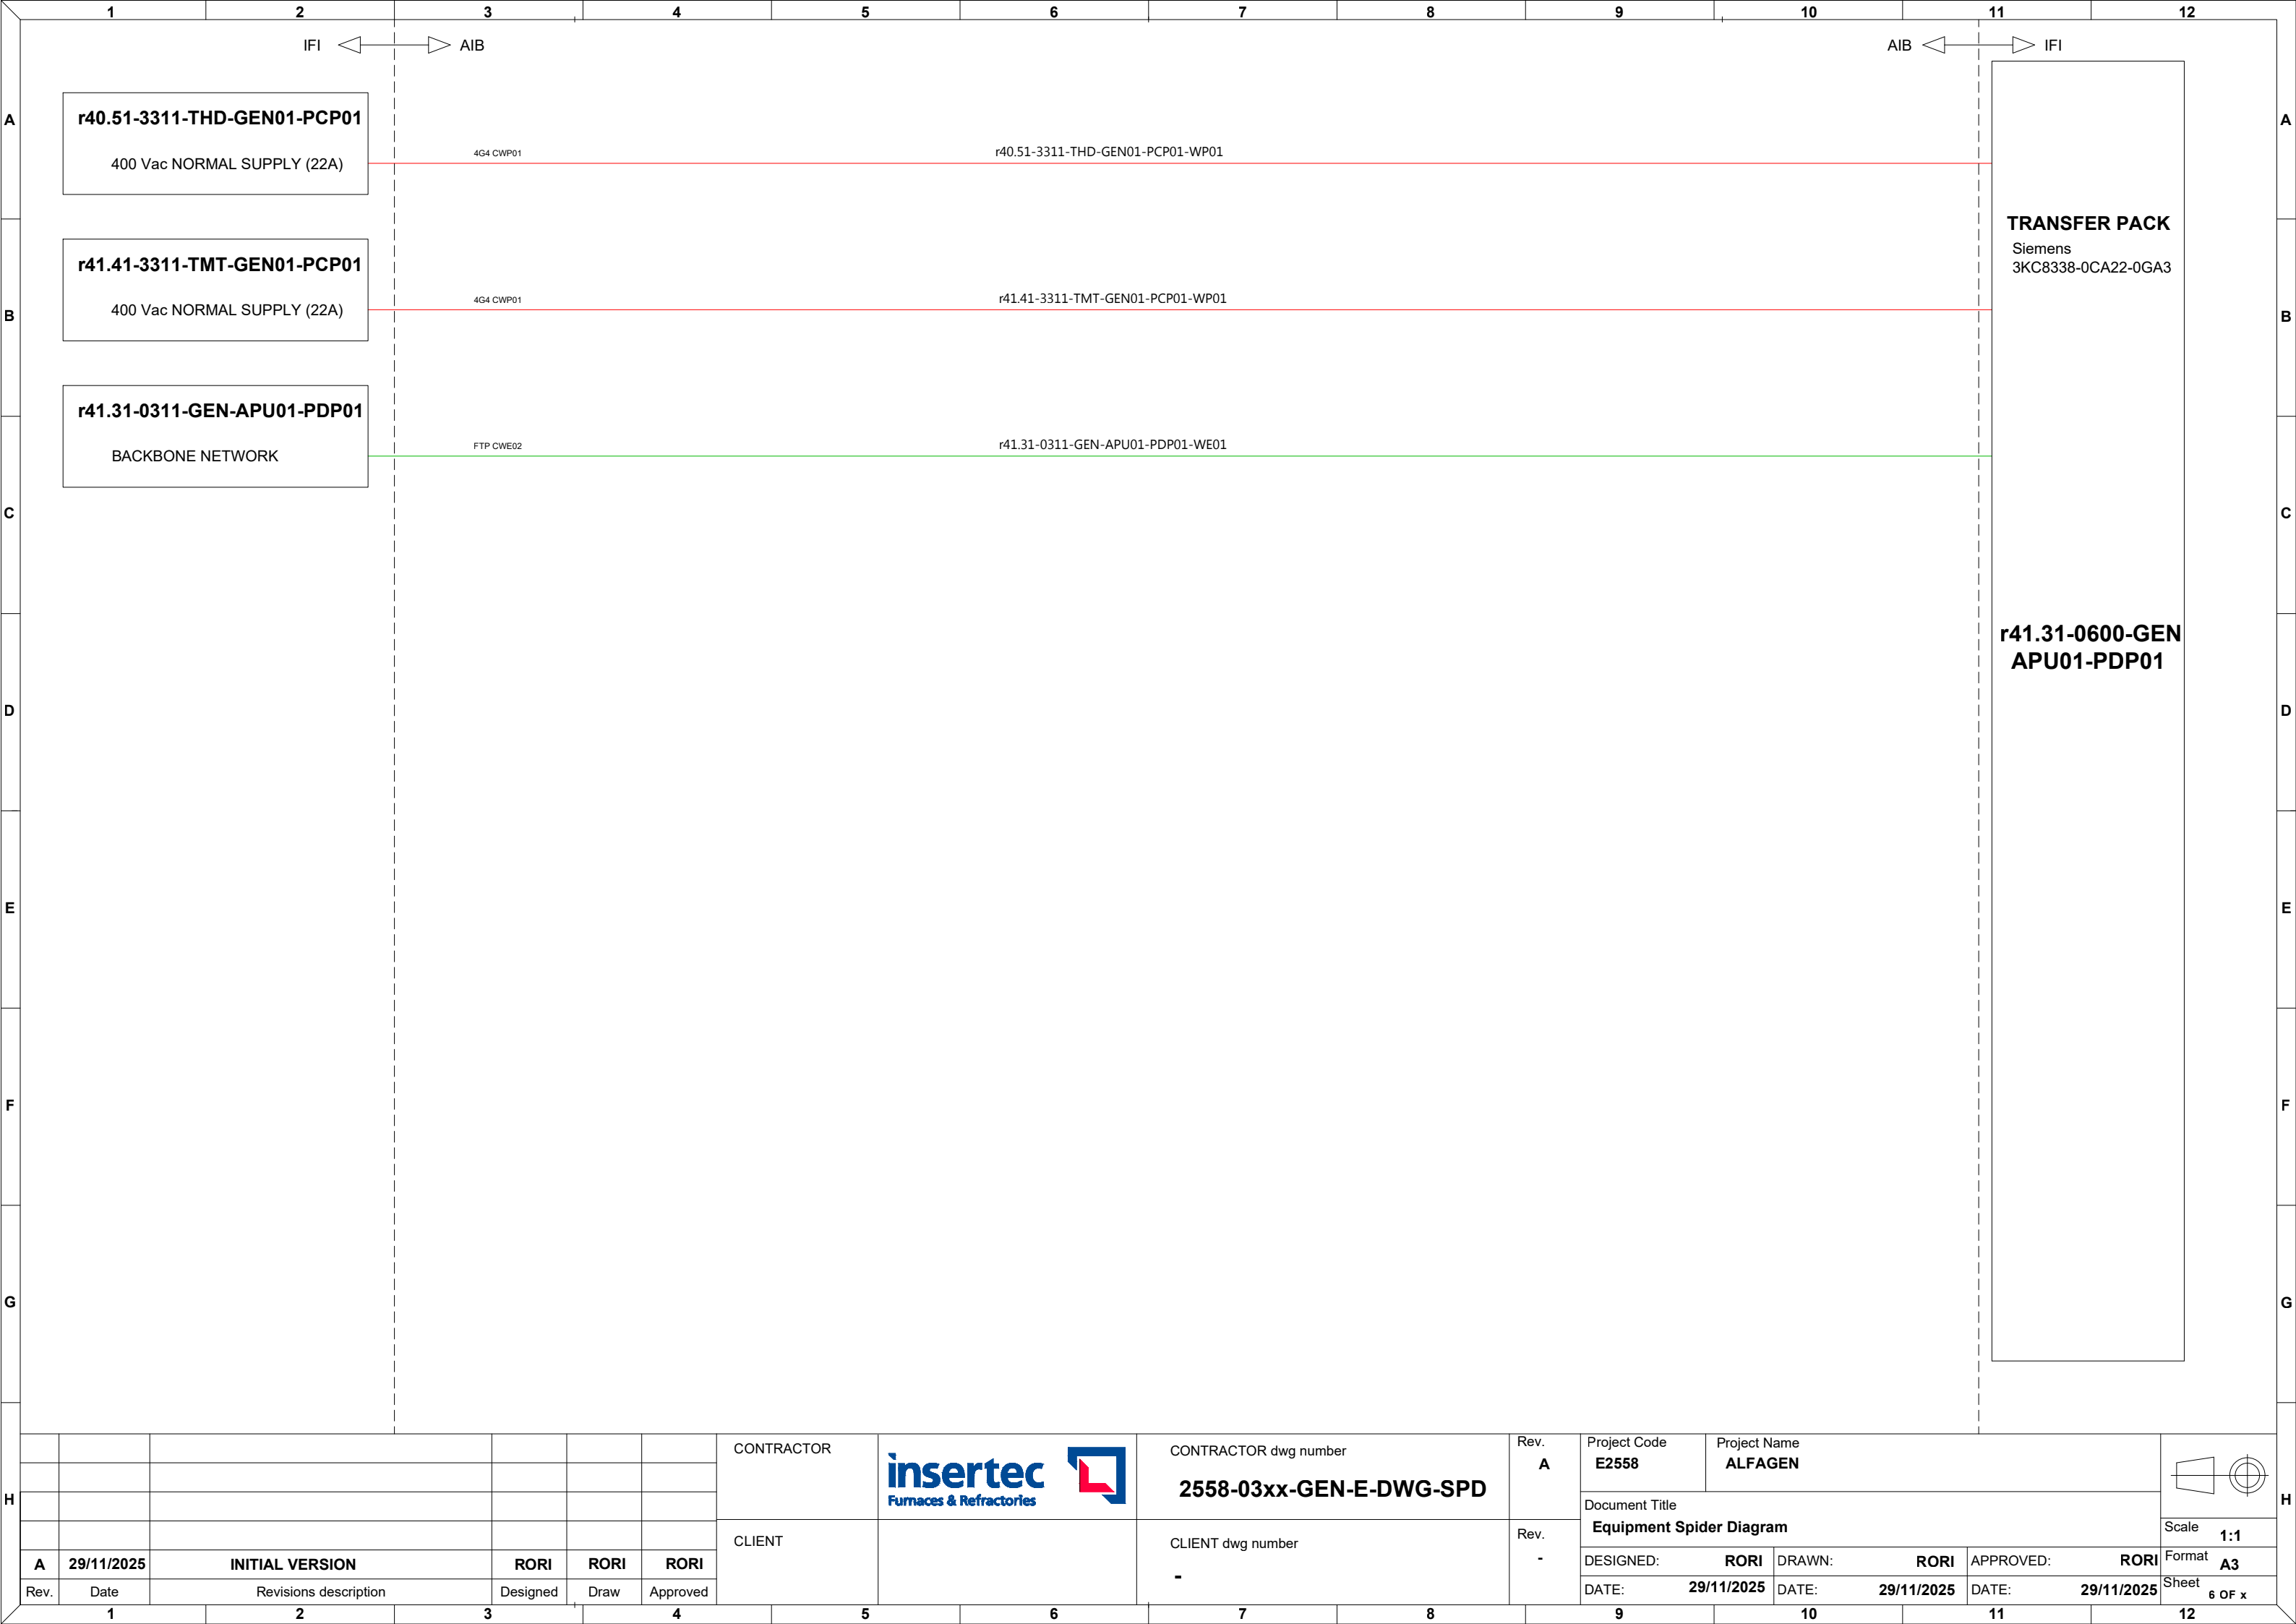 1 2 3 4 5 6 7 8 9 10 11 12
IFI AIB
AIB IFI
A
A
r40.51-3311-THD-GEN01-PCP01
400 Vac NORMAL SUPPLY (22A)
4G4 CWP01
r40.51-3311-THD-GEN01-PCP01-WP01
TRANSFER PACK
Siemens
3KC8338-0CA22-0GA3
r41.41-3311-TMT-GEN01-PCP01
400 Vac NORMAL SUPPLY (22A)
4G4 CWP01
r41.41-3311-TMT-GEN01-PCP01-WP01
B
B
r41.31-0311-GEN-APU01-PDP01
BACKBONE NETWORK
FTP CWE02
r41.31-0311-GEN-APU01-PDP01-WE01
C
C
r41.31-0600-GEN
APU01-PDP01
D
D
E
E
F
F
G
G
H
H
A 29/11/2025 INITIAL VERSION RORI RORI RORI
Rev. Date Revisions description Designed Draw Approved
CONTRACTOR
insertec
Furnaces & Refractories
CONTRACTOR dwg number
2558-03xx-GEN-E-DWG-SPD
Rev.
A
CLIENT
CLIENT dwg number
-
Rev.
-
Project Code
E2558
Project Name
ALFAGEN
Document Title
Equipment Spider Diagram
DESIGNED: RORI DRAWN: RORI APPROVED: RORI
DATE: 29/11/2025 DATE: 29/11/2025 DATE: 29/11/2025
Scale
1:1
Format
A3
Sheet
6 OF x
1 2 3 4 5 6 7 8 9 10 11 12